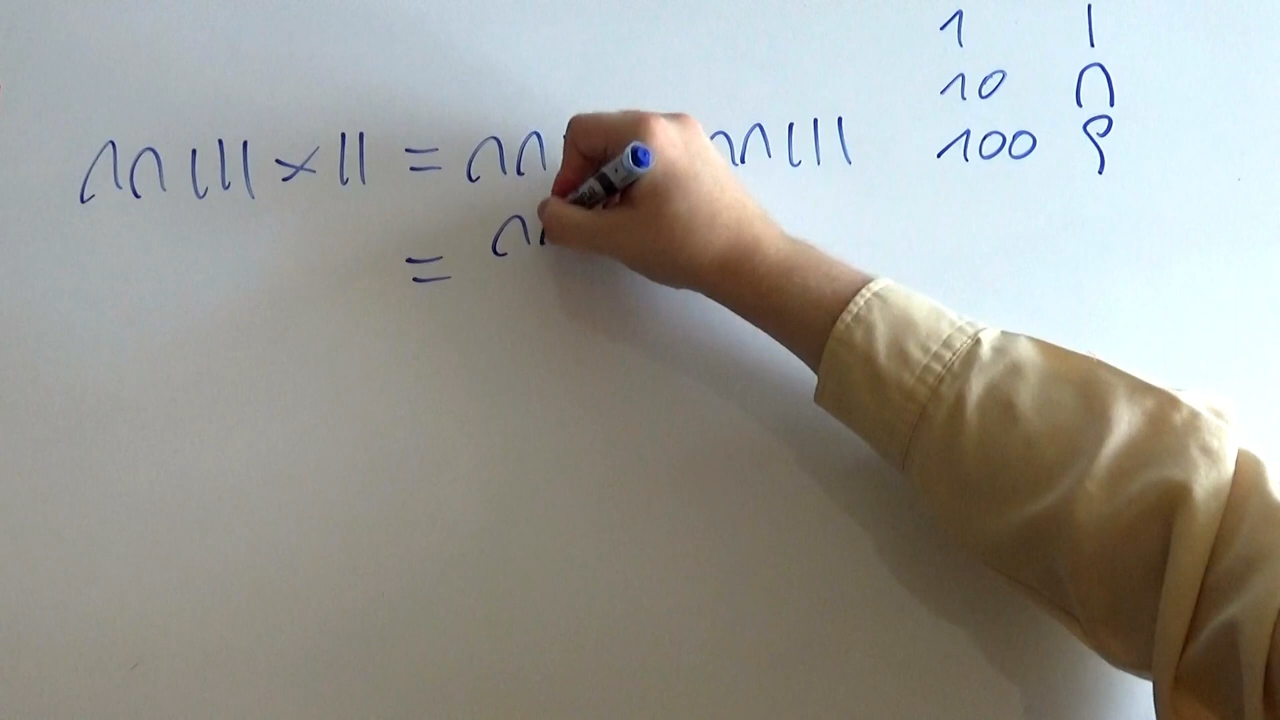 1 |
10 ∩
100 ʔ
∩∩|||×||=∩∩ ∩∩|||
= ∩